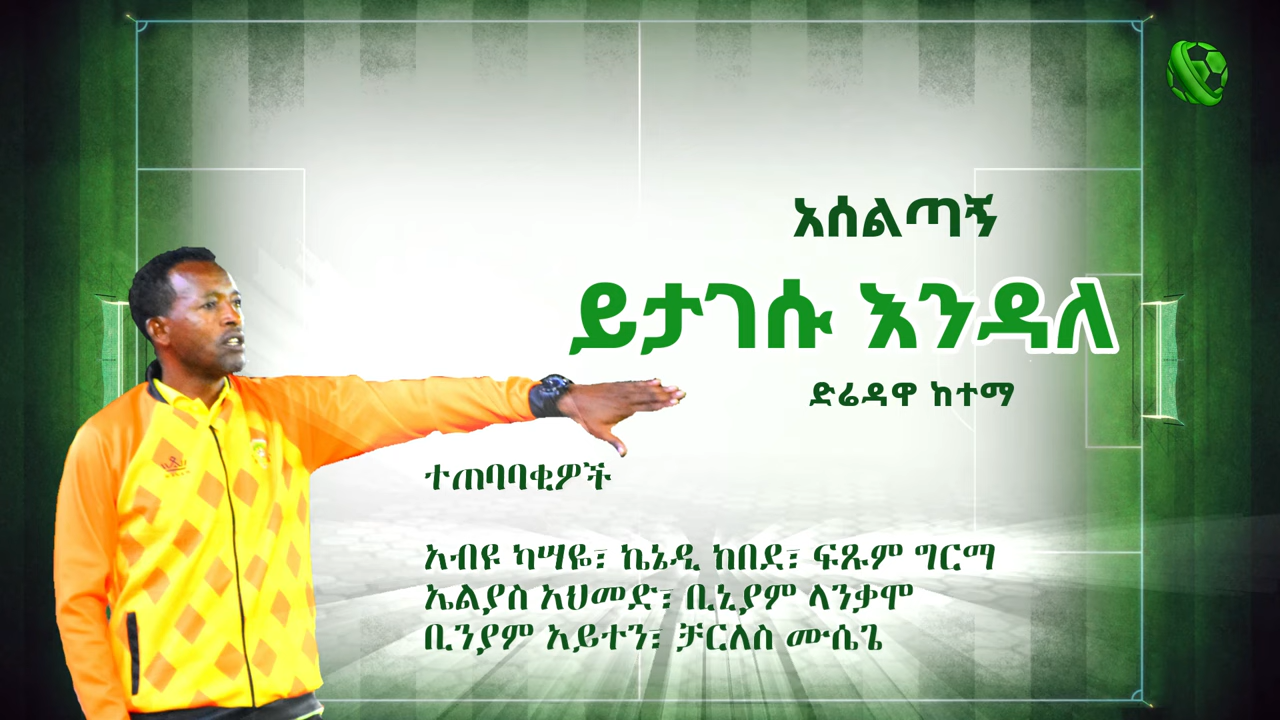 አሰልጣኝ
ይታገሱ እንዳለ
ድሬዳዋ ከተማ
ተጠባባቂዎች
አብዩ ካሣዬ፣ ኬኔዲ ከበደ፣ ፍጹም ግርማ
ኤልያስ አህመድ፣ ቢኒያም ላንቃሞ
ቢንያም አይተን፣ ቻርለስ ሙሴጌ